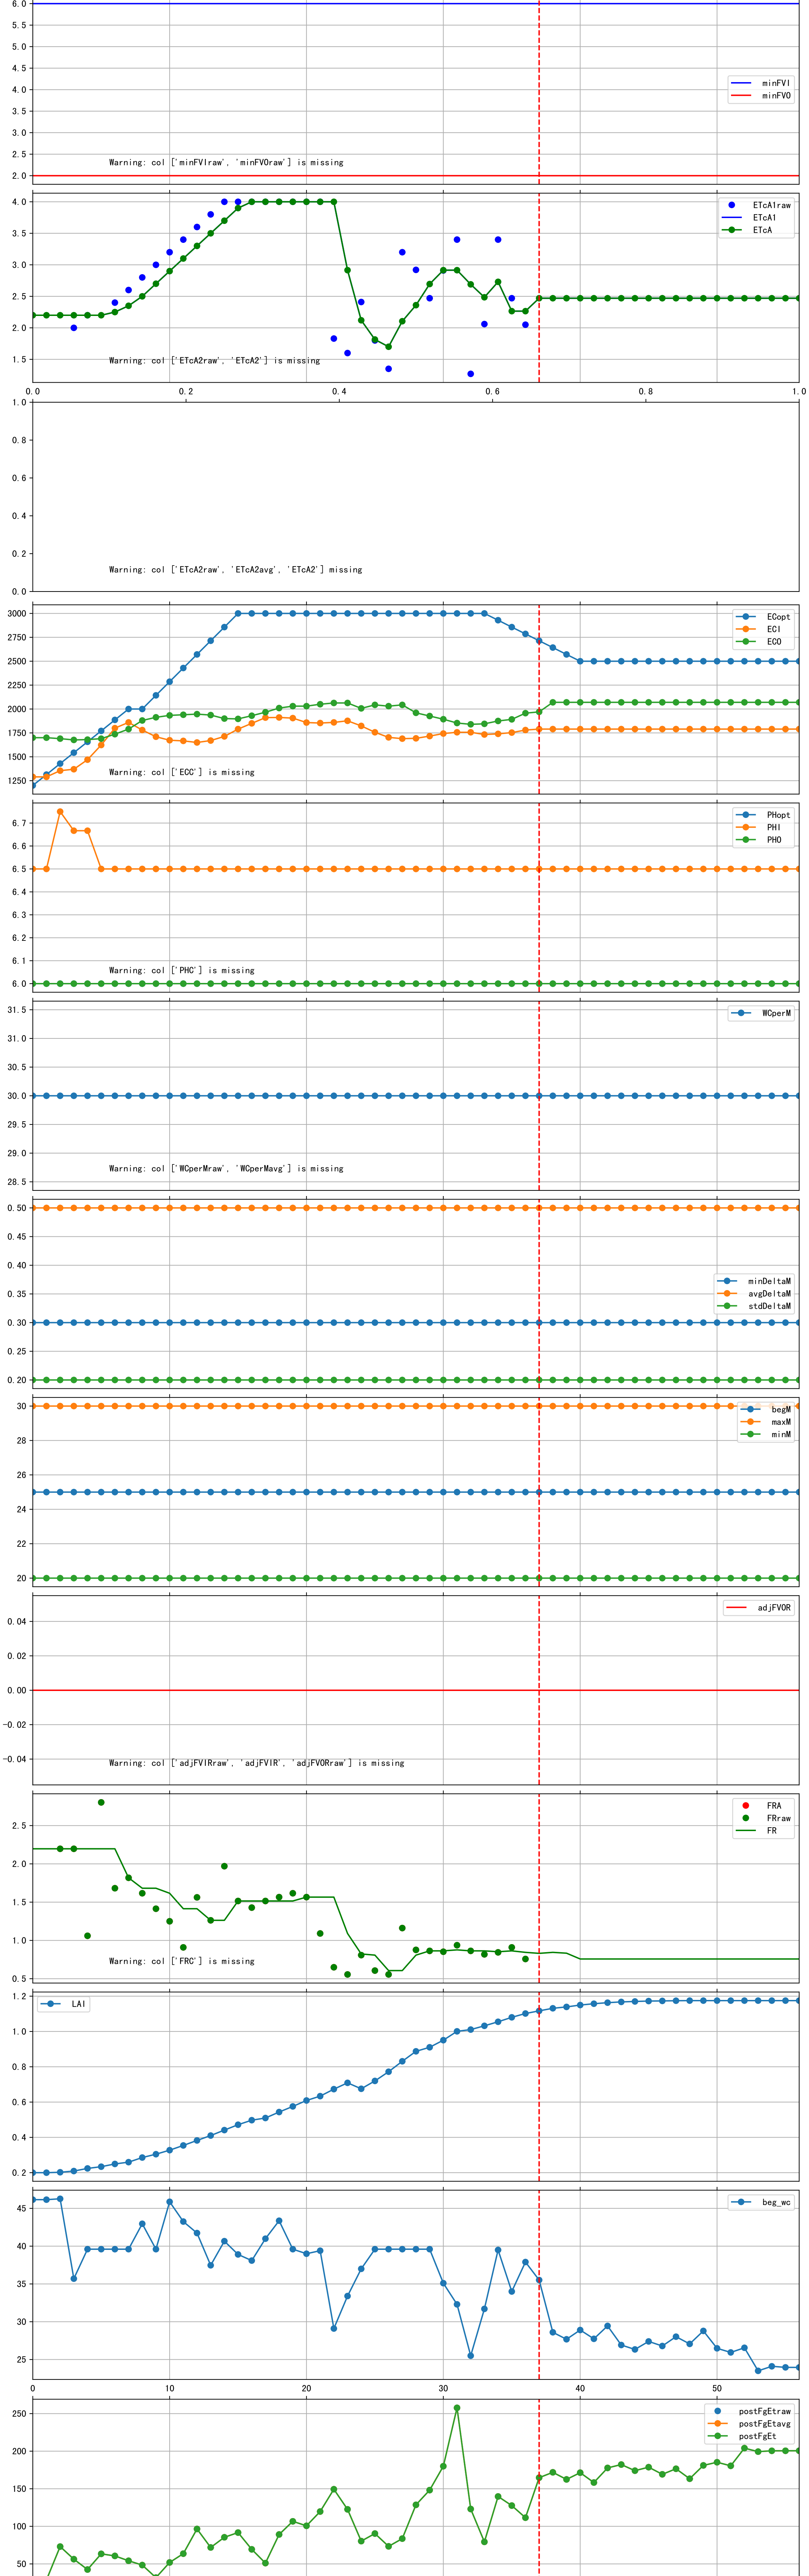 6.0
5.5
5.0
4.5
4.0
3.5
3.0
2.5
2.0
minFVI
minFVO
Warning: col ['minFVIraw', 'minFVOraw'] is missing
4.0
3.5
3.0
2.5
2.0
1.5
ETcA1raw
ETcA1
ETcA
Warning: col ['ETcA2raw', 'ETcA2'] is missing
0.0 0.2 0.4 0.6 0.8 1.0
1.0
0.8
0.6
0.4
0.2
0.0
Warning: col ['ETcA2raw', 'ETcA2avg', 'ETcA2'] missing
3000
2750
2500
2250
2000
1750
1500
1250
ECopt
ECI
ECO
Warning: col ['ECC'] is missing
6.7
6.6
6.5
6.4
6.3
6.2
6.1
6.0
PHopt
PHI
PHO
Warning: col ['PHC'] is missing
31.5
31.0
30.5
30.0
29.5
29.0
28.5
WCperM
Warning: col ['WCperMraw', 'WCperMavg'] is missing
0.50
0.45
0.40
0.35
0.30
0.25
0.20
minDeltaM
avgDeltaM
stdDeltaM
30
28
26
24
22
20
begM
maxM
minM
0.04
0.02
0.00
−0.02
−0.04
adjFVOR
Warning: col ['adjFVIRraw', 'adjFVIR', 'adjFVORraw'] is missing
2.5
2.0
1.5
1.0
0.5
FRA
FRraw
FR
Warning: col ['FRC'] is missing
1.2
1.0
0.8
0.6
0.4
0.2
LAI
45
40
35
30
25
beg_wc
0 10 20 30 40 50
250
200
150
100
50
postFgEtraw
postFgEtavg
postFgEt